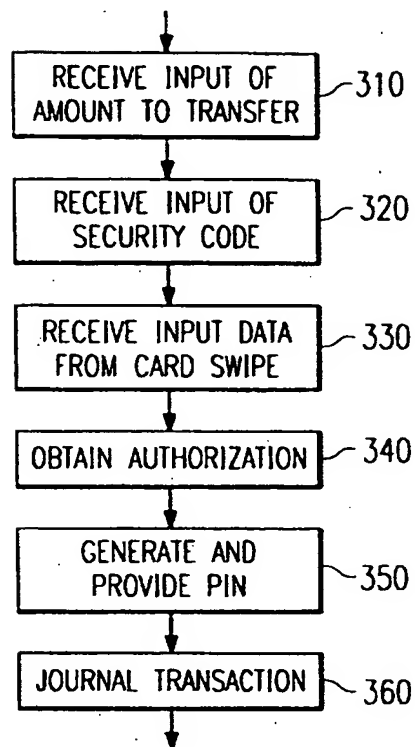 RECEIVE INPUT OF
AMOUNT TO TRANSFER
310
RECEIVE INPUT OF
SECURITY CODE
320
RECEIVE INPUT DATA
FROM CARD SWIPE
330
OBTAIN AUTHORIZATION
340
GENERATE AND
PROVIDE PIN
350
JOURNAL TRANSACTION
360